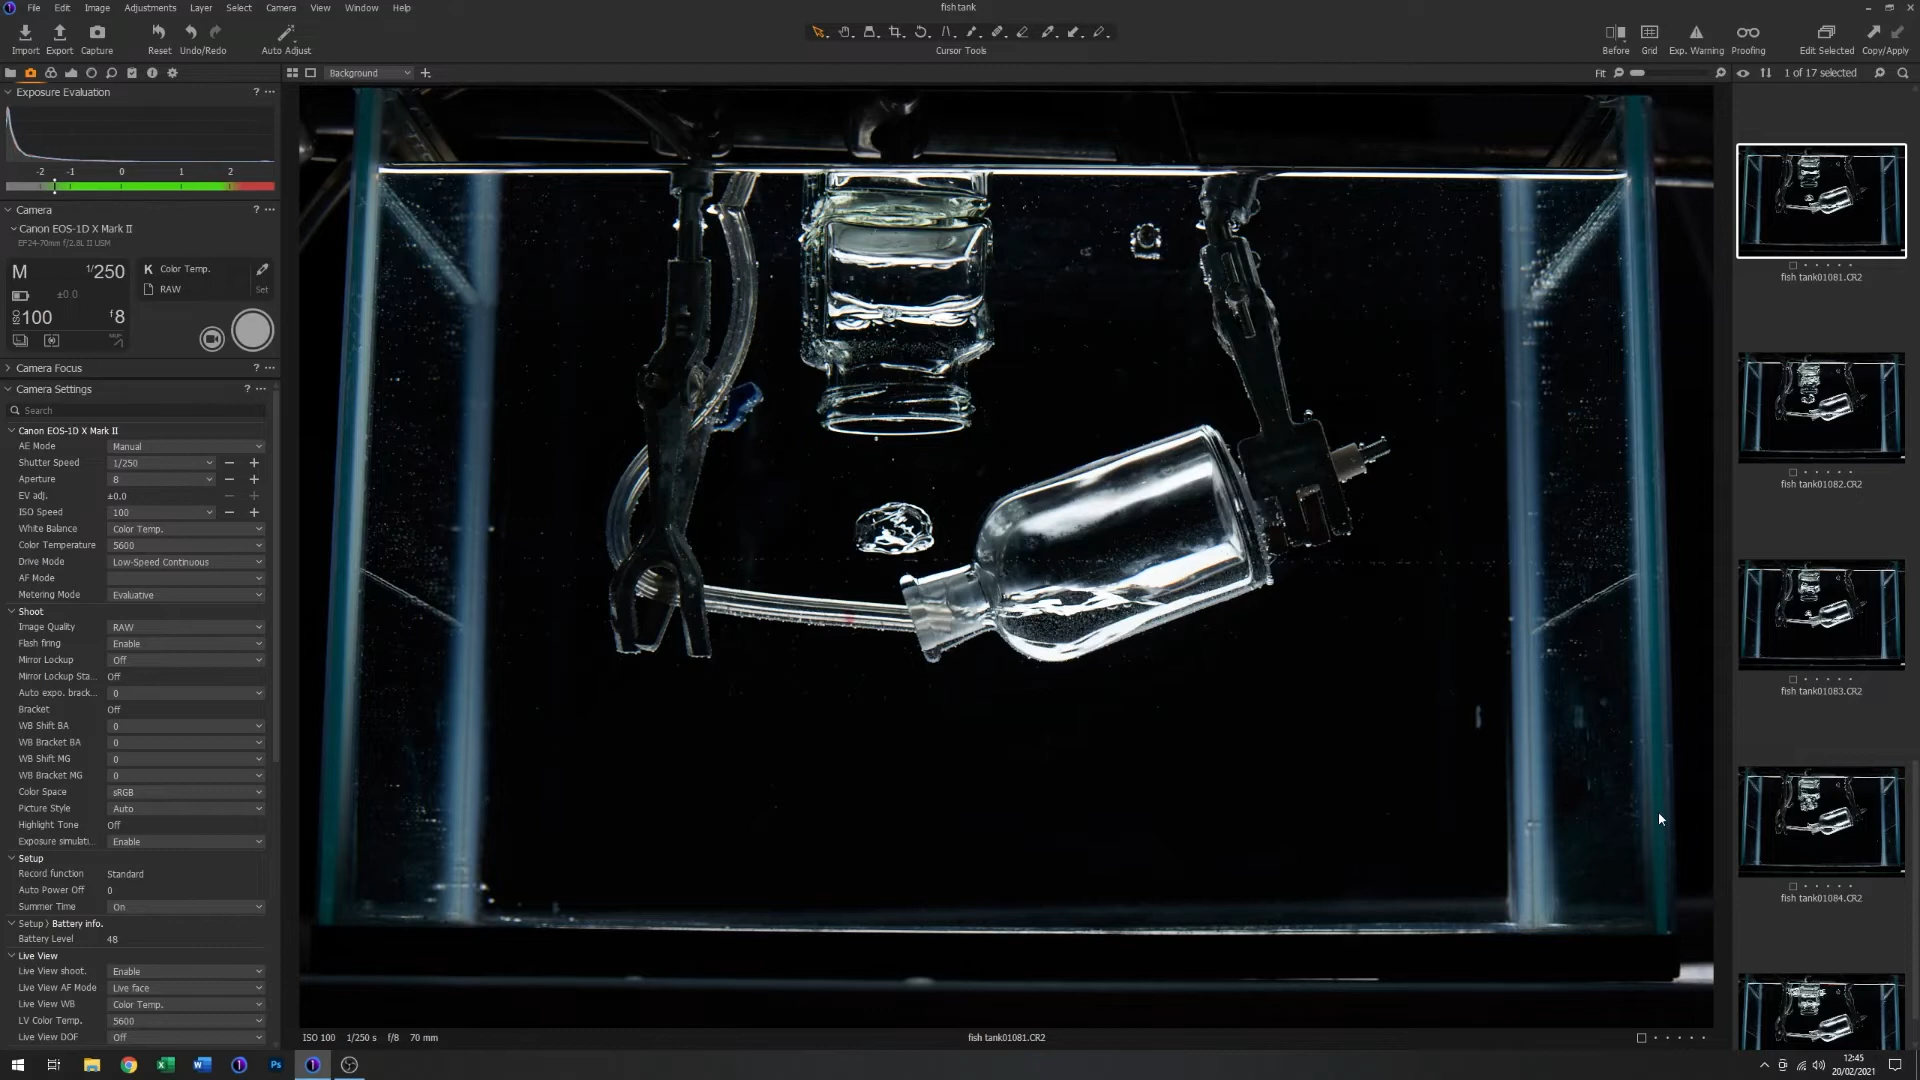 File Edit Image Adjustments Layer Select Camera View Window Help
fish tank
Import Export Capture Reset Undo/Redo Auto Adjust
Cursor Tools
Before Grid Exp. Warning Proofing Edit Selected Copy/Apply
Background
Fit
1 of 17 selected
Exposure Evaluation
-2 -1 0 1 2
Camera
Canon EOS-1D X Mark II
EF24-70mm f/2.8L II USM
M 1/250
K Color Temp.
±0.0
RAW
Set
ISO 100 f8
Camera Focus
Camera Settings
Search
Canon EOS-1D X Mark II
AE Mode Manual
Shutter Speed 1/250
Aperture 8
EV adj. ±0.0
ISO Speed 100
White Balance Color Temp.
Color Temperature 5600
Drive Mode Low-Speed Continuous
AF Mode
Metering Mode Evaluative
Shoot
Image Quality RAW
Flash firing Enable
Mirror Lockup Off
Mirror Lockup Sta... Off
Auto expo. brack... 0
Bracket Off
WB Shift BA 0
WB Bracket BA 0
WB Shift MG 0
WB Bracket MG 0
Color Space sRGB
Picture Style Auto
Highlight Tone Off
Exposure simulati... Enable
Setup
Record function Standard
Auto Power Off 0
Summer Time On
Setup › Battery info.
Battery Level 48
Live View
Live View shoot. Enable
Live View AF Mode Live face
Live View WB Color Temp.
LV Color Temp. 5600
Live View DOF Off
fish tank01081.CR2
fish tank01082.CR2
fish tank01083.CR2
fish tank01084.CR2
ISO 100 1/250 s f/8 70 mm
fish tank01081.CR2
12:45
20/02/2021